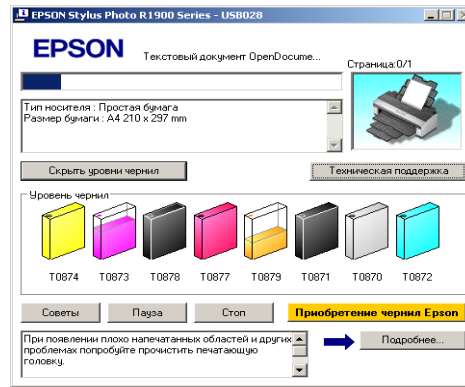 EPSON Stylus Photo R1900 Series - USB028
EPSON
Текстовый документ OpenDocume...
Страница:0/1
Тип носителя : Простая бумага
Размер бумаги : A4 210 x 297 mm
Скрыть уровни чернил
Техническая поддержка
Уровень чернил
T0874 T0873 T0878 T0877 T0879 T0871 T0870 T0872
Советы Пауза Стоп Приобретение чернил Epson
При появлении плохо напечатанных областей и других
проблемах попробуйте прочистить печатающую
головку.
Подробнее...